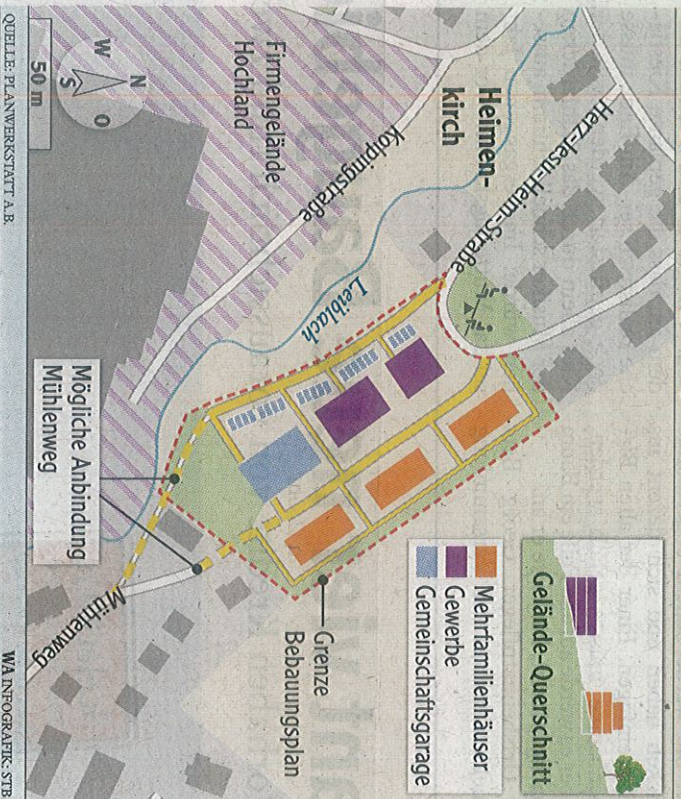 Herz-Jesu-Heim-Straße
Heimen-
kirch
Kolpingstraße
Firmengelände
Hochland
Leiblach
N
W
O
S
50 m
Gelände-Querschnitt
Mehrfamilienhäuser
Gewerbe
Gemeinschaftsgarage
Grenze
Bebauungsplan
Mögliche Anbindung
Mühlenweg
Mühlenweg
QUELLE: PLANWERKSTATT A.B.
WA INFOGRAFIK: STB